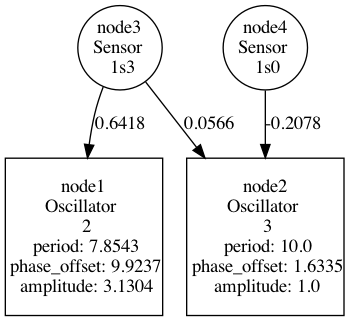 node3
Sensor
1s3
node4
Sensor
1s0
0.6418
0.0566
-0.2078
node1
Oscillator
2
period: 7.8543
phase_offset: 9.9237
amplitude: 3.1304
node2
Oscillator
3
period: 10.0
phase_offset: 1.6335
amplitude: 1.0